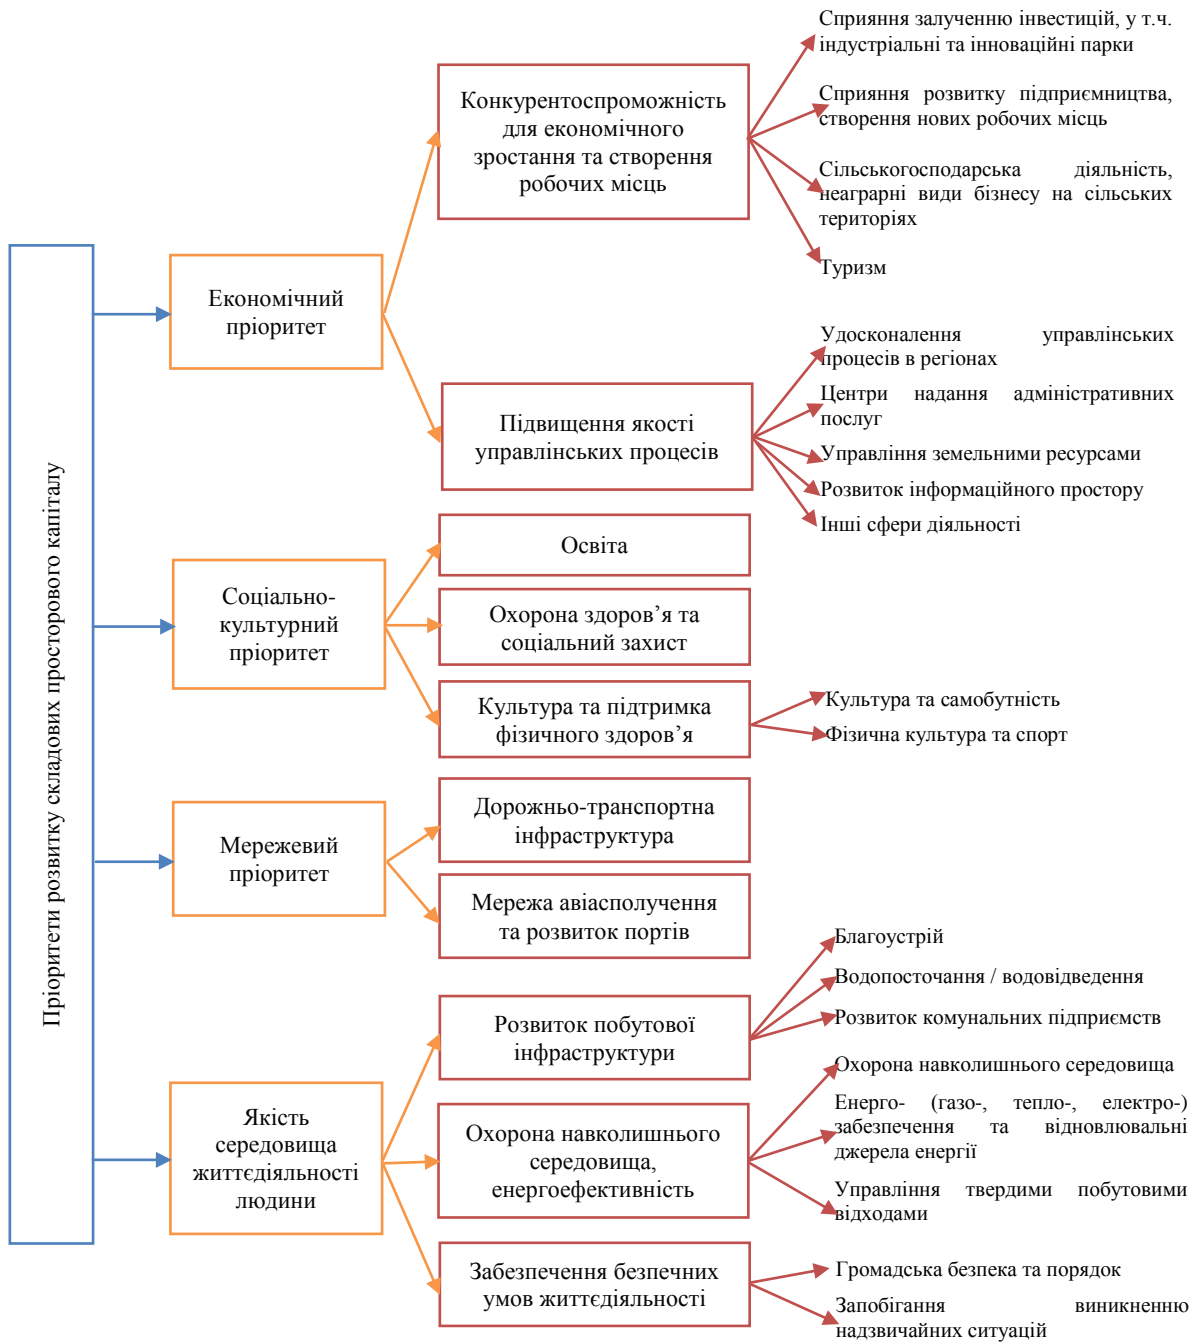 Пріоритети розвитку складових просторового капіталу
Економічний
пріоритет
Конкурентоспроможність
для економічного
зростання та створення
робочих місць
Сприяння залученню інвестицій, у т.ч.
індустріальні та інноваційні парки
Сприяння розвитку підприємництва,
створення нових робочих місць
Сільськогосподарська діяльність,
неаграрні види бізнесу на сільських
територіях
Туризм
Підвищення якості
управлінських процесів
Удосконалення управлінських
процесів в регіонах
Центри надання адміністративних
послуг
Управління земельними ресурсами
Розвиток інформаційного простору
Інші сфери діяльності
Соціально-
культурний
пріоритет
Освіта
Охорона здоров’я та
соціальний захист
Культура та підтримка
фізичного здоров’я
Культура та самобутність
Фізична культура та спорт
Мережевий
пріоритет
Дорожньо-транспортна
інфраструктура
Мережа авіасполучення
та розвиток портів
Якість
середовища
життєдіяльності
людини
Розвиток побутової
інфраструктури
Благоустрій
Водопосточання / водовідведення
Розвиток комунальних підприємств
Охорона навколишнього
середовища,
енергоефективність
Охорона навколишнього середовища
Енерго- (газо-, тепло-, електро-)
забезпечення та відновлювальні
джерела енергії
Управління твердими побутовими
відходами
Забезпечення безпечних
умов життєдіяльності
Громадська безпека та порядок
Запобігання виникненню
надзвичайних ситуацій